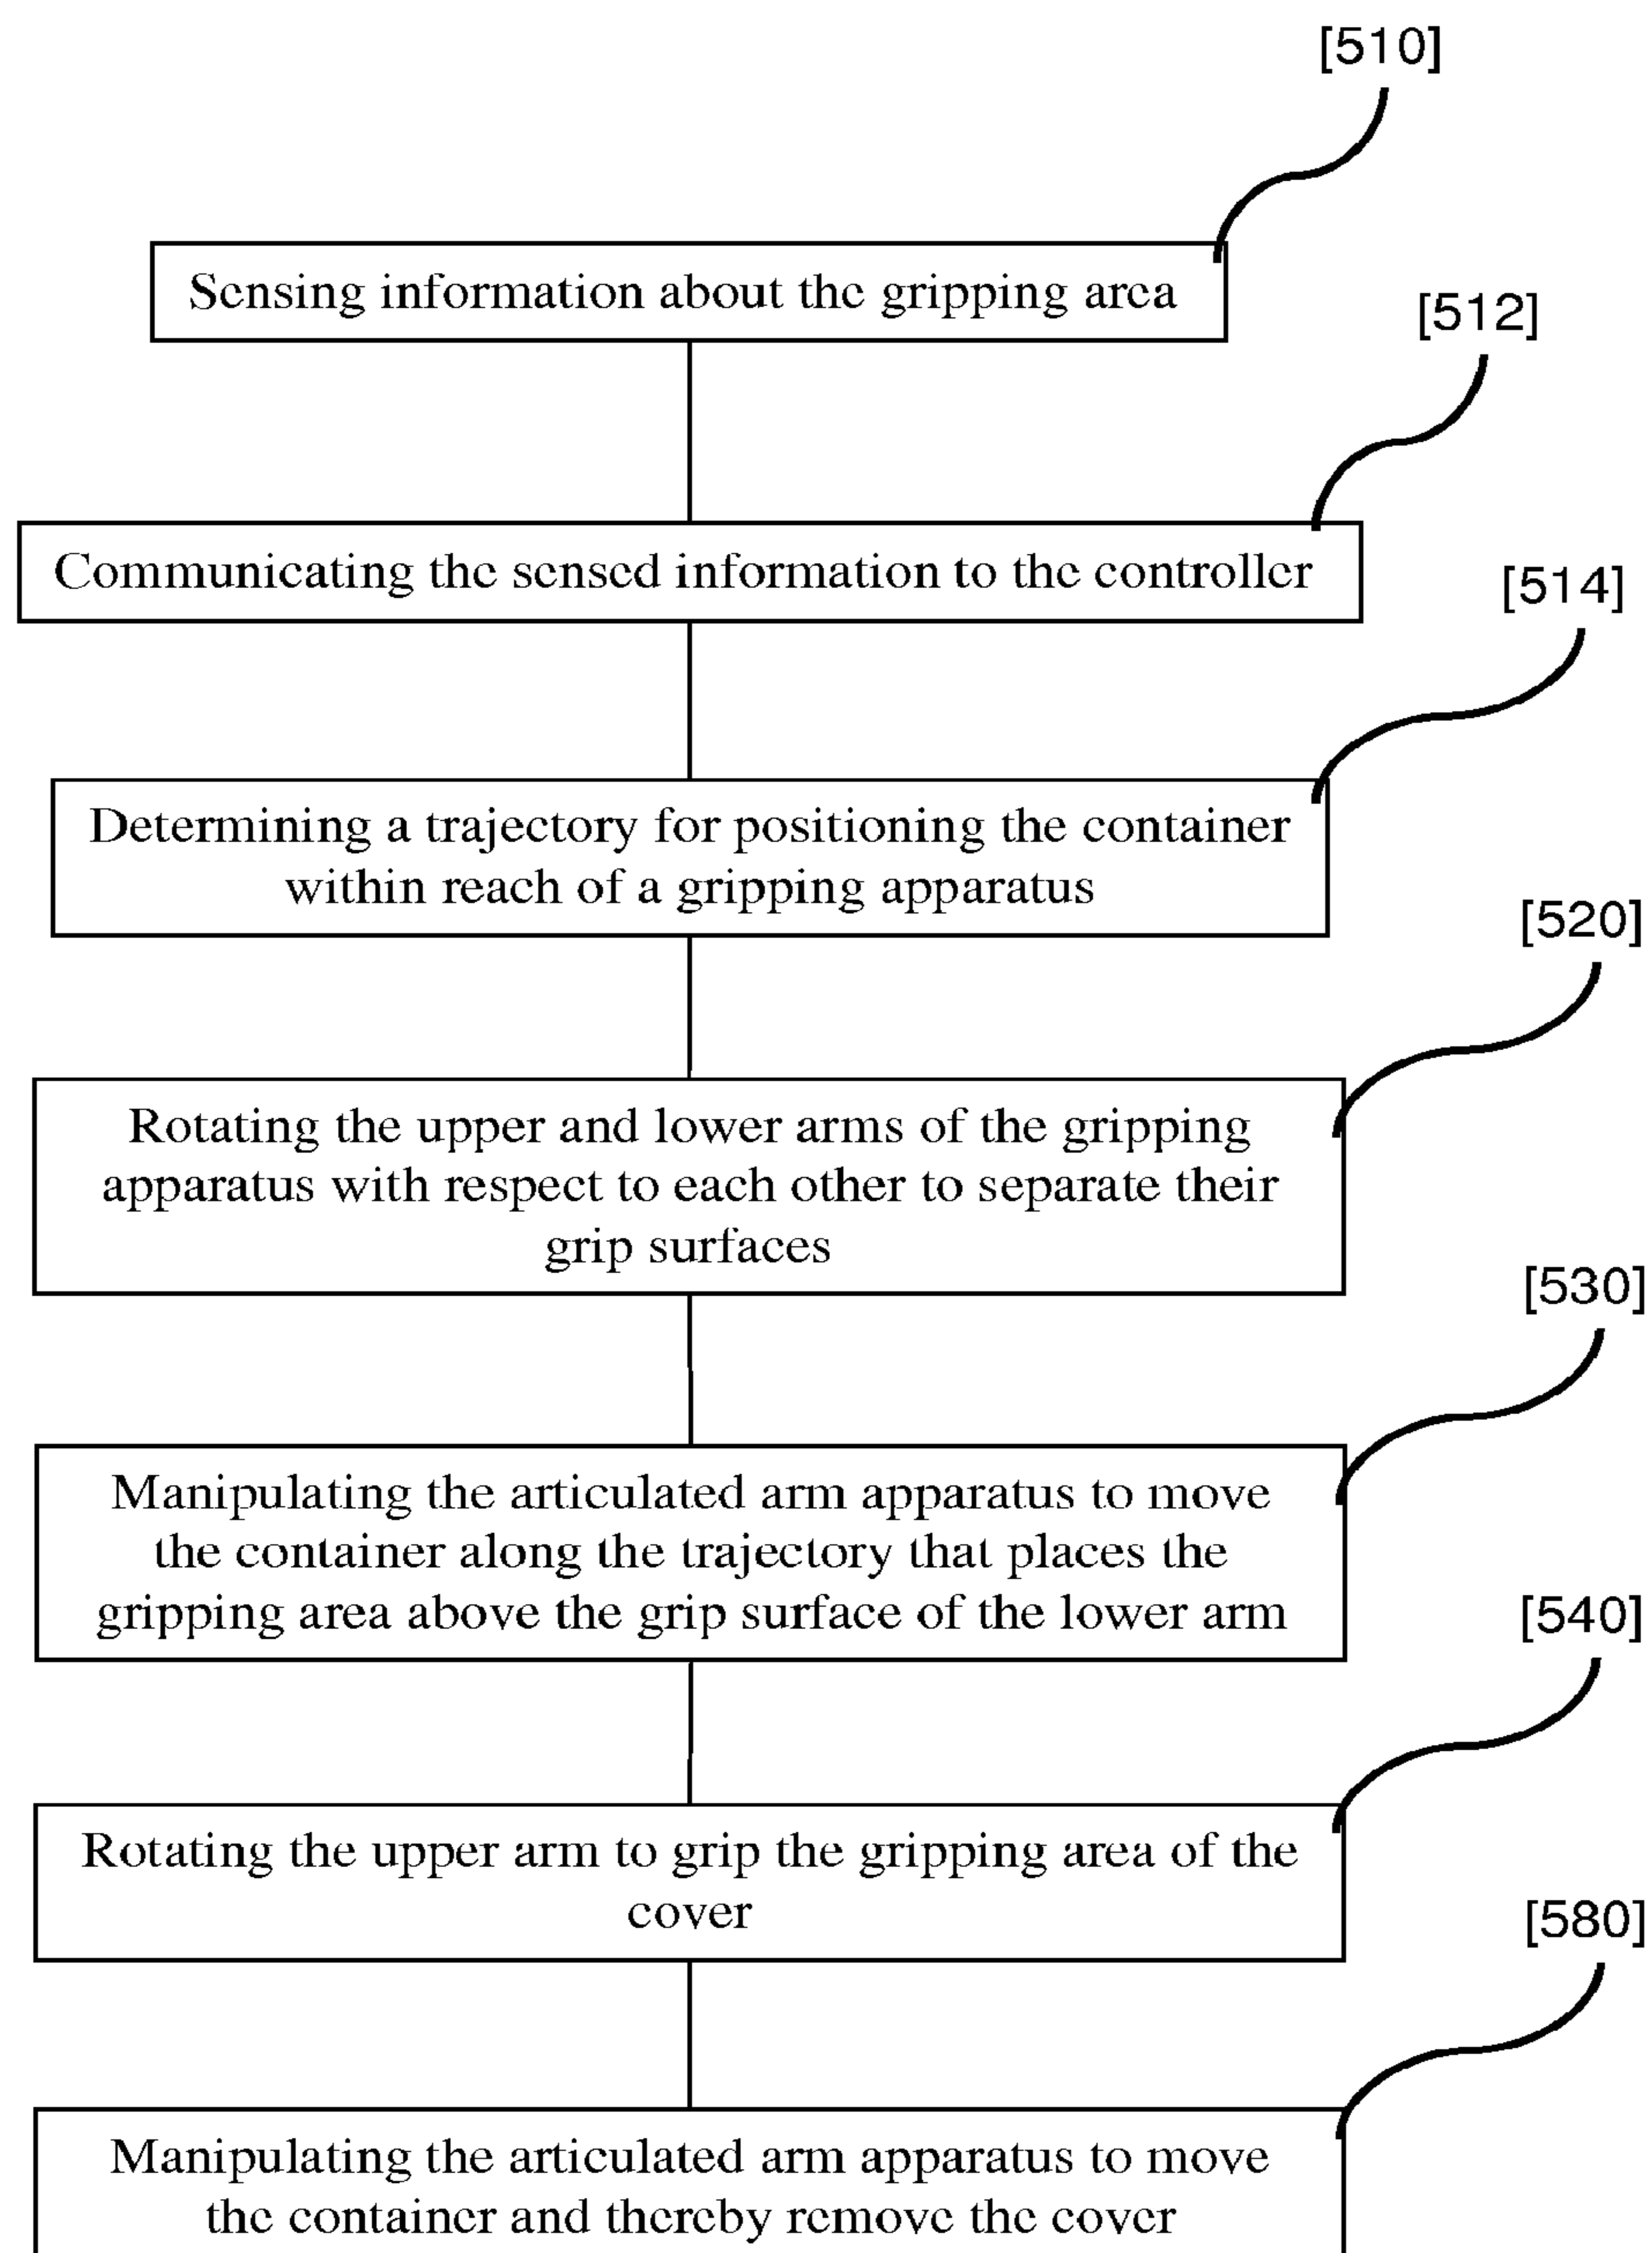 [510]
Sensing information about the gripping area
[512]
Communicating the sensed information to the controller
[514]
Determining a trajectory for positioning the container
within reach of a gripping apparatus
[520]
Rotating the upper and lower arms of the gripping
apparatus with respect to each other to separate their
grip surfaces
[530]
Manipulating the articulated arm apparatus to move
the container along the trajectory that places the
gripping area above the grip surface of the lower arm
[540]
Rotating the upper arm to grip the gripping area of the
cover
[580]
Manipulating the articulated arm apparatus to move
the container and thereby remove the cover